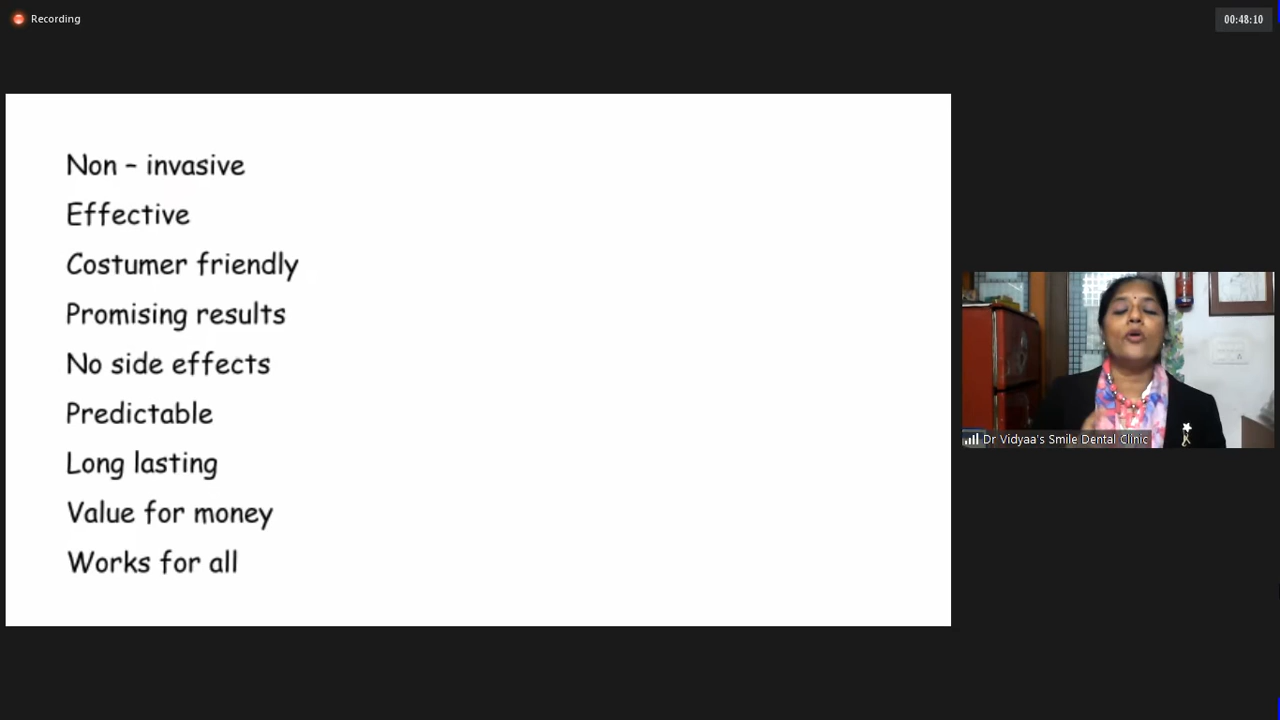 Recording
00:48:10
Non - invasive
Effective
Costumer friendly
Promising results
No side effects
Predictable
Long lasting
Value for money
Works for all
Dr Vidyaa's Smile Dental Clinic